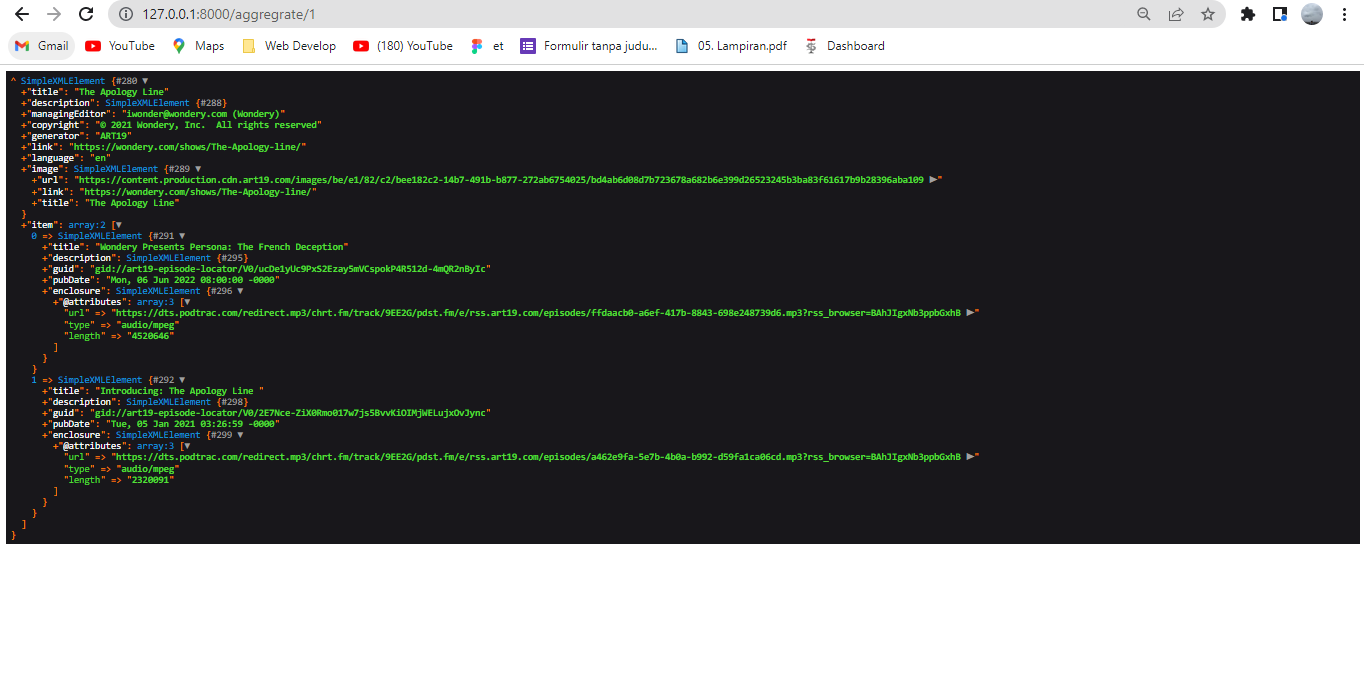 127.0.0.1:8000/aggregrate/1
Gmail YouTube Maps Web Develop (180) YouTube et Formulir tanpa judu... 05. Lampiran.pdf Dashboard
^ SimpleXMLElement {#280 ▼
+"title": "The Apology Line"
+"description": SimpleXMLElement {#288}
+"managingEditor": "iwonder@wondery.com (Wondery)"
+"copyright": "© 2021 Wondery, Inc.  All rights reserved"
+"generator": "ART19"
+"link": "https://wondery.com/shows/The-Apology-line/"
+"language": "en"
+"image": SimpleXMLElement {#289 ▼
+"url": "https://content.production.cdn.art19.com/images/be/e1/82/c2/bee182c2-14b7-491b-b877-272ab6754025/bd4ab6d08d7b723678a682b6e399d26523245b3ba83f61617b9b28396aba109 ▶"
+"link": "https://wondery.com/shows/The-Apology-line/"
+"title": "The Apology Line"
}
+"item": array:2 [▼
0 => SimpleXMLElement {#291 ▼
+"title": "Wondery Presents Persona: The French Deception"
+"description": SimpleXMLElement {#295}
+"guid": "gid://art19-episode-locator/V0/ucDe1yUc9PxS2Ezay5mVCspokP4R512d-4mQR2nByIc"
+"pubDate": "Mon, 06 Jun 2022 08:00:00 -0000"
+"enclosure": SimpleXMLElement {#296 ▼
+"@attributes": array:3 [▼
"url" => "https://dts.podtrac.com/redirect.mp3/chrt.fm/track/9EE2G/pdst.fm/e/rss.art19.com/episodes/ffdaacb0-a6ef-417b-8843-698e248739d6.mp3?rss_browser=BAhJIgxNb3ppbGxhB ▶"
"type" => "audio/mpeg"
"length" => "4520646"
]
}
}
1 => SimpleXMLElement {#292 ▼
+"title": "Introducing: The Apology Line "
+"description": SimpleXMLElement {#298}
+"guid": "gid://art19-episode-locator/V0/2E7Nce-ZiX0Rmo017w7js5BvvKiOIMjWELujxOvJync"
+"pubDate": "Tue, 05 Jan 2021 03:26:59 -0000"
+"enclosure": SimpleXMLElement {#299 ▼
+"@attributes": array:3 [▼
"url" => "https://dts.podtrac.com/redirect.mp3/chrt.fm/track/9EE2G/pdst.fm/e/rss.art19.com/episodes/a462e9fa-5e7b-4b0a-b992-d59fa1ca06cd.mp3?rss_browser=BAhJIgxNb3ppbGxhB ▶"
"type" => "audio/mpeg"
"length" => "2320091"
]
}
}
]
}